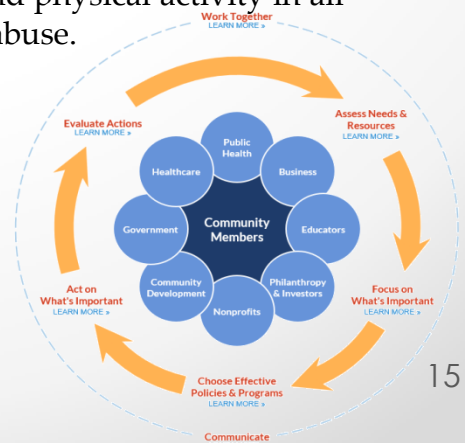 nd physical activity in all
abuse.
Work Together
LEARN MORE »
Assess Needs &
Resources
LEARN MORE »
Focus on
What's Important
LEARN MORE »
Choose Effective
Policies & Programs
LEARN MORE »
Act on
What's Important
LEARN MORE »
Evaluate Actions
LEARN MORE »
Public
Health
Business
Educators
Philanthropy
& Investors
Nonprofits
Community
Development
Government
Healthcare
Community
Members
Communicate
15